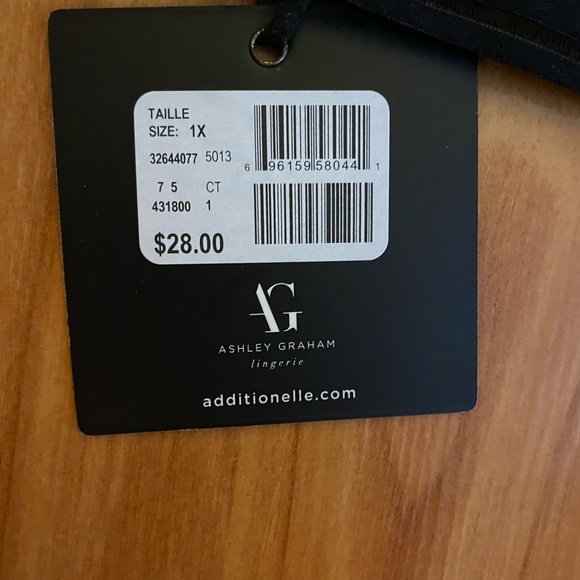 TAILLE
SIZE: 1X
32644077 5013
6 96159 58044 1
7 5 CT
431800 1
$28.00
AG
ASHLEY GRAHAM
lingerie
additionelle.com